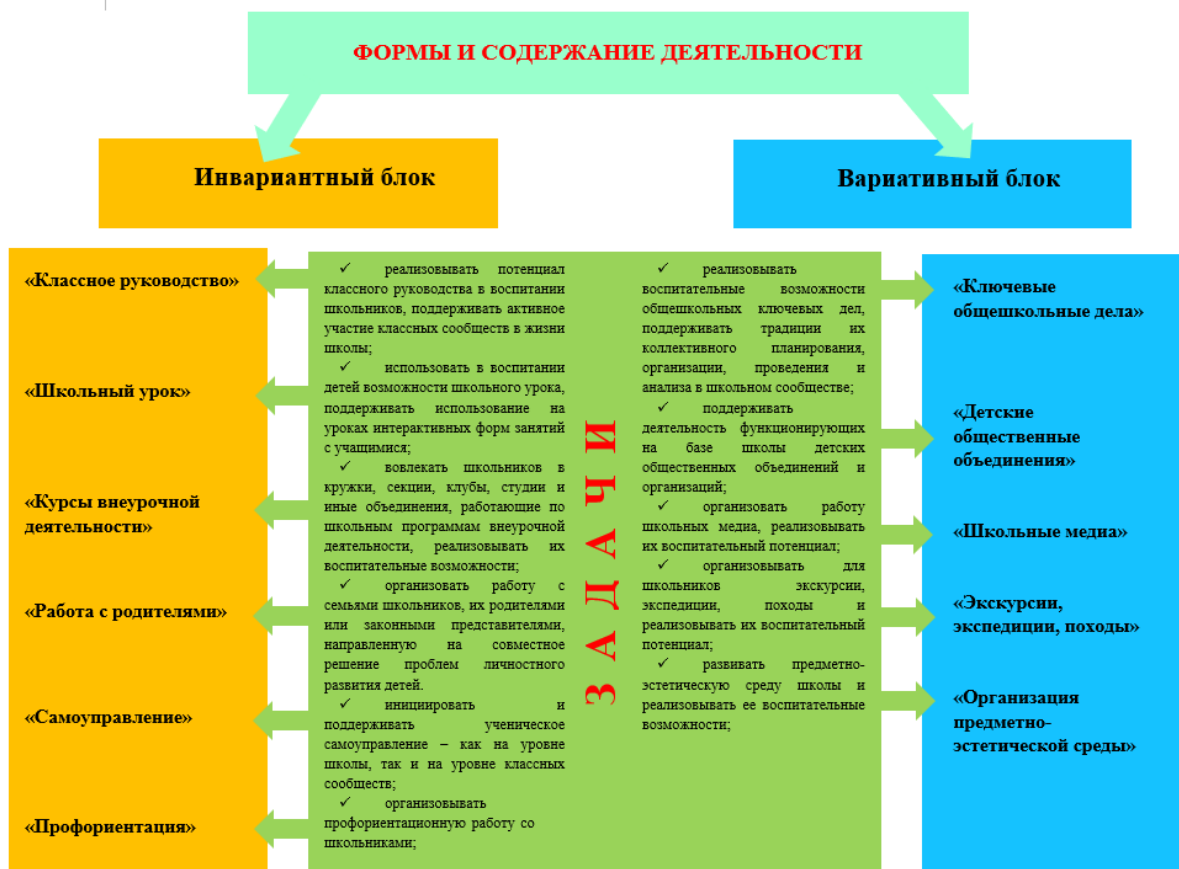 ФОРМЫ И СОДЕРЖАНИЕ ДЕЯТЕЛЬНОСТИ
Инвариантный блок
Вариативный блок
«Классное руководство»
«Школьный урок»
«Курсы внеурочной
деятельности»
«Работа с родителями»
«Самоуправление»
«Профориентация»
✓ реализовывать потенциал
классного руководства в воспитании
школьников, поддерживать активное
участие классных сообществ в жизни
школы;
✓ использовать в воспитании
детей возможности школьного урока,
поддерживать использование на
уроках интерактивных форм занятий
с учащимися;
✓ вовлекать школьников в
кружки, секции, клубы, студии и
иные объединения, работающие по
школьным программам внеурочной
деятельности, реализовывать их
воспитательные возможности;
✓ организовать работу с
семьями школьников, их родителями
или законными представителями,
направленную на совместное
решение проблем личностного
развития детей.
✓ инициировать и
поддерживать ученическое
самоуправление – как на уровне
школы, так и на уровне классных
сообществ;
✓ организовывать
профориентационную работу со
школьниками;
ЗАДАЧИ
✓ реализовывать
воспитательные возможности
общешкольных ключевых дел,
поддерживать традиции их
коллективного планирования,
организации, проведения и
анализа в школьном сообществе;
✓ поддерживать
деятельность функционирующих
на базе школы детских
общественных объединений и
организаций;
✓ организовать работу
школьных медиа, реализовывать
их воспитательный потенциал;
✓ организовывать для
школьников экскурсии,
экспедиции, походы и
реализовывать их воспитательный
потенциал;
✓ развивать предметно-
эстетическую среду школы и
реализовывать ее воспитательные
возможности;
«Ключевые
общешкольные дела»
«Детские
общественные
объединения»
«Школьные медиа»
«Экскурсии,
экспедиции, походы»
«Организация
предметно-
эстетической среды»